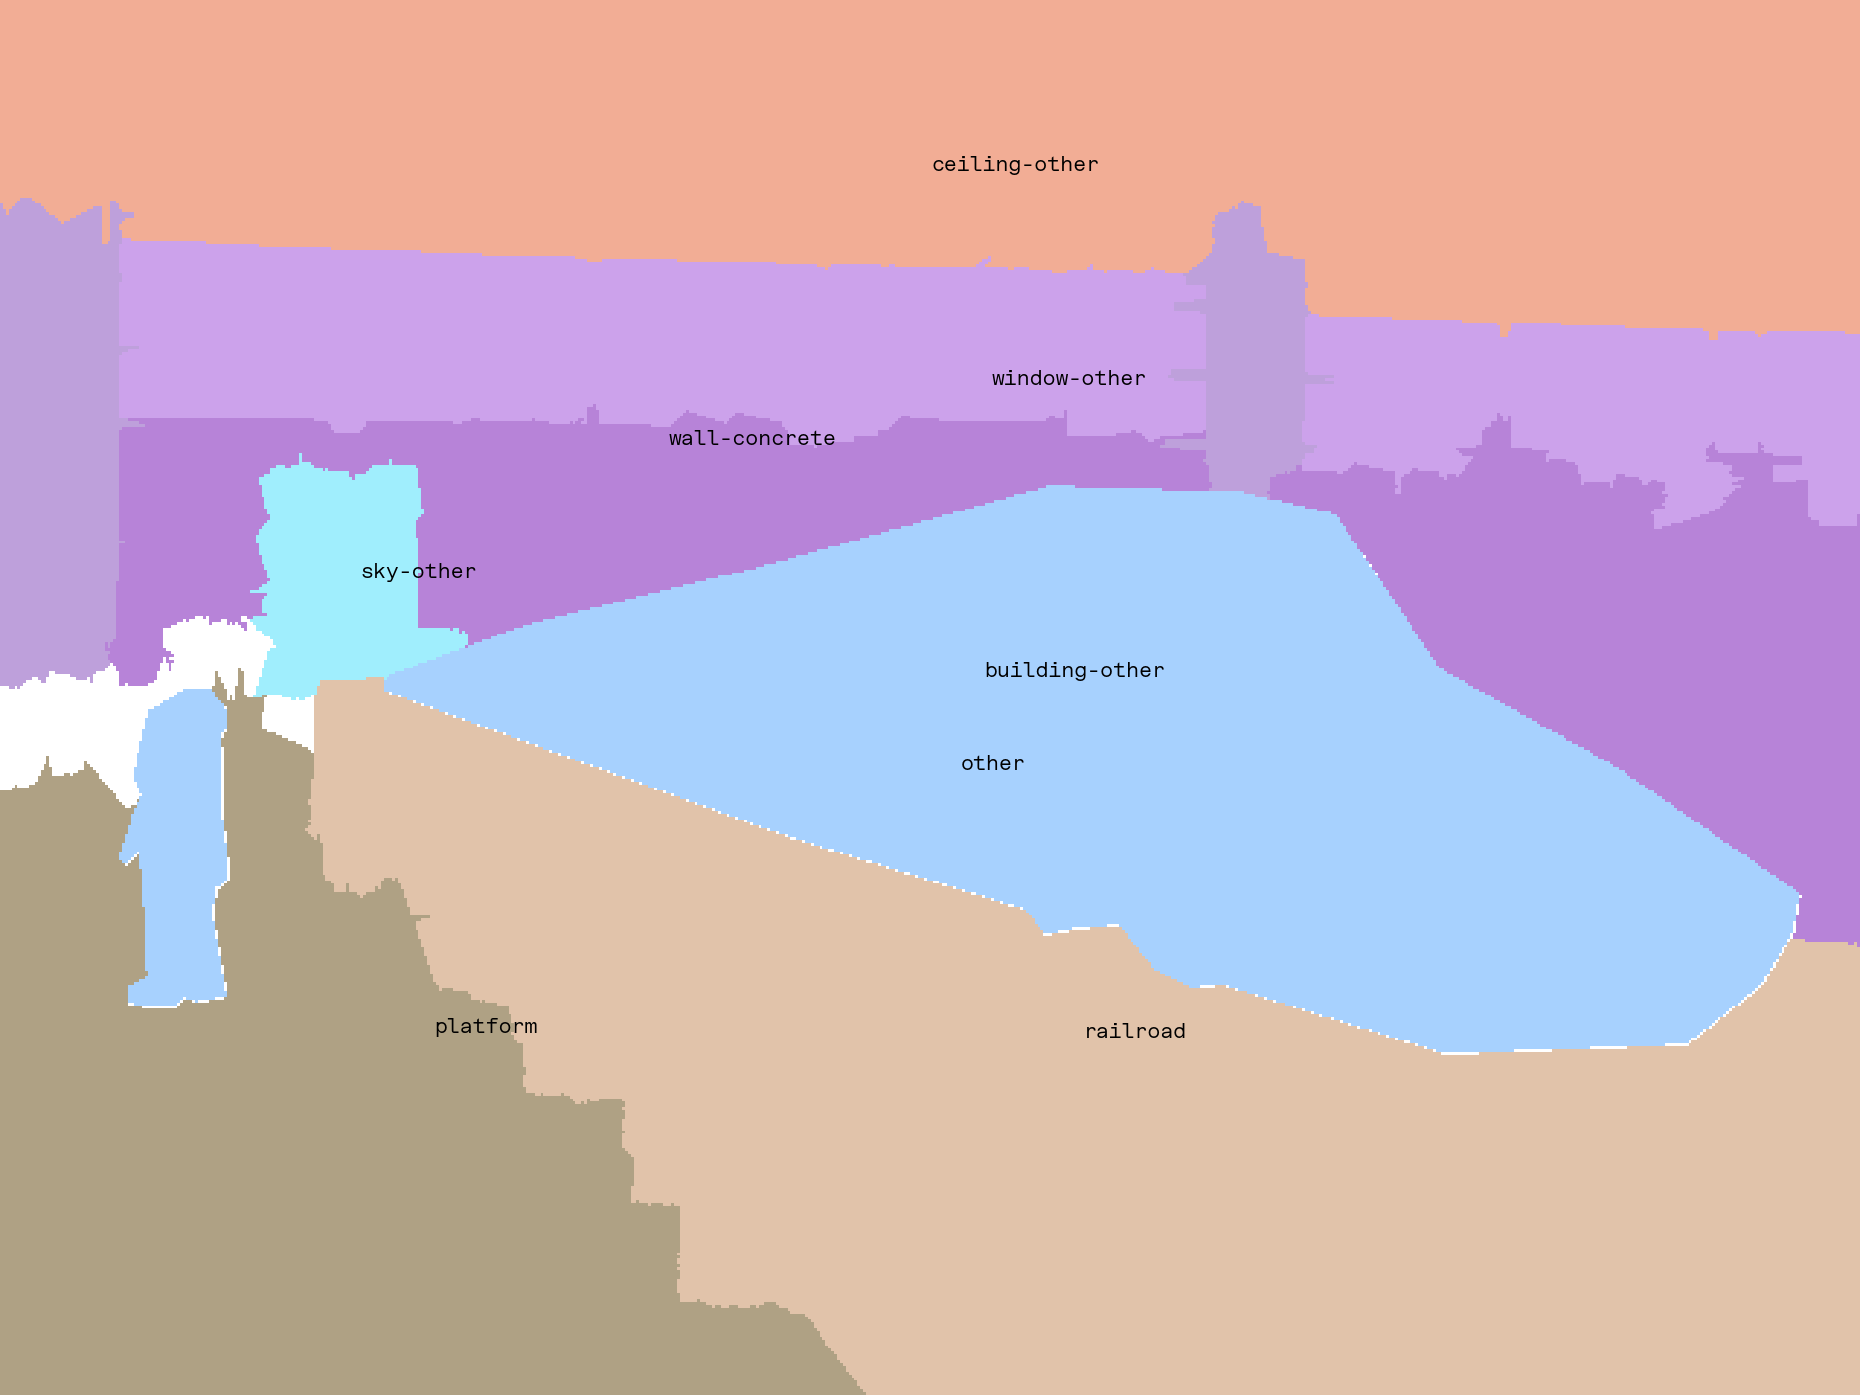 ceiling-other
window-other
wall-concrete
sky-other
building-other
other
platform
railroad